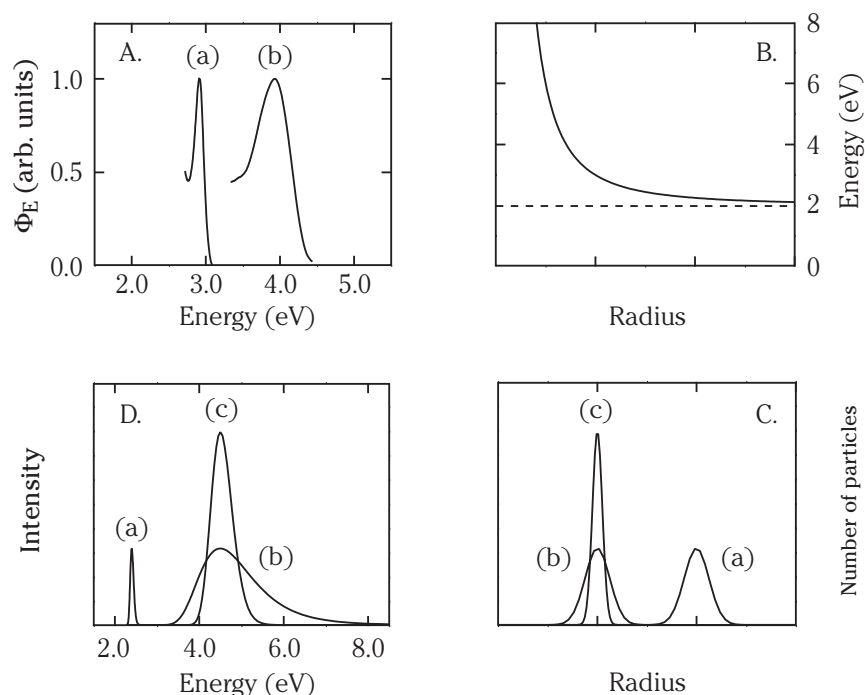 A.
(a)
(b)
1.0
0.5
0.0
Φ_E (arb. units)
2.0 3.0 4.0 5.0
Energy (eV)
B.
8
6
4
2
0
Energy (eV)
Radius
D.
(a)
(c)
(b)
Intensity
2.0 4.0 6.0 8.0
Energy (eV)
C.
(c)
(b)
(a)
Number of particles
Radius